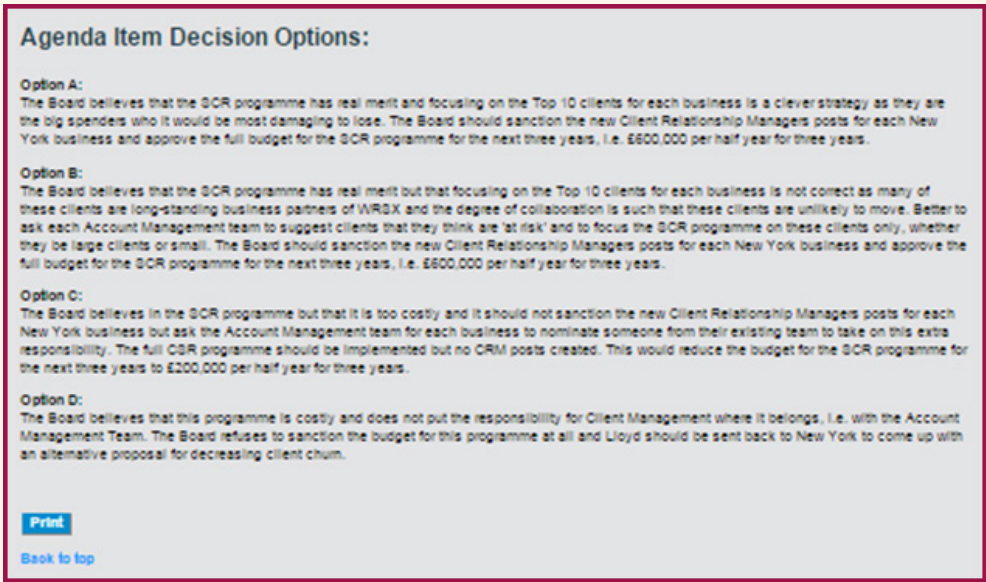 Agenda Item Decision Options:
Option A:
The Board believes that the SCR programme has real merit and focusing on the Top 10 clients for each business is a clever strategy as they are
the big spenders who it would be most damaging to lose. The Board should sanction the new Client Relationship Managers posts for each New
York business and approve the full budget for the SCR programme for the next three years, i.e. £600,000 per half year for three years.
Option B:
The Board believes that the SCR programme has real merit but that focusing on the Top 10 clients for each business is not correct as many of
these clients are long-standing business partners of WRSX and the degree of collaboration is such that these clients are unlikely to move. Better to
ask each Account Management team to suggest clients that they think are 'at risk' and to focus the SCR programme on these clients only, whether
they be large clients or small. The Board should sanction the new Client Relationship Managers posts for each New York business and approve the
full budget for the SCR programme for the next three years, i.e. £600,000 per half year for three years.
Option C:
The Board believes in the SCR programme but that it is too costly and it should not sanction the new Client Relationship Managers posts for each
New York business but ask the Account Management team for each business to nominate someone from their existing team to take on this extra
responsibility. The full CSR programme should be implemented but no CRM posts created. This would reduce the budget for the SCR programme for
the next three years to £200,000 per half year for three years.
Option D:
The Board believes that this programme is costly and does not put the responsibility for Client Management where it belongs, i.e. with the Account
Management Team. The Board refuses to sanction the budget for this programme at all and Lloyd should be sent back to New York to come up with
an alternative proposal for decreasing client churn.
Print
Back to top